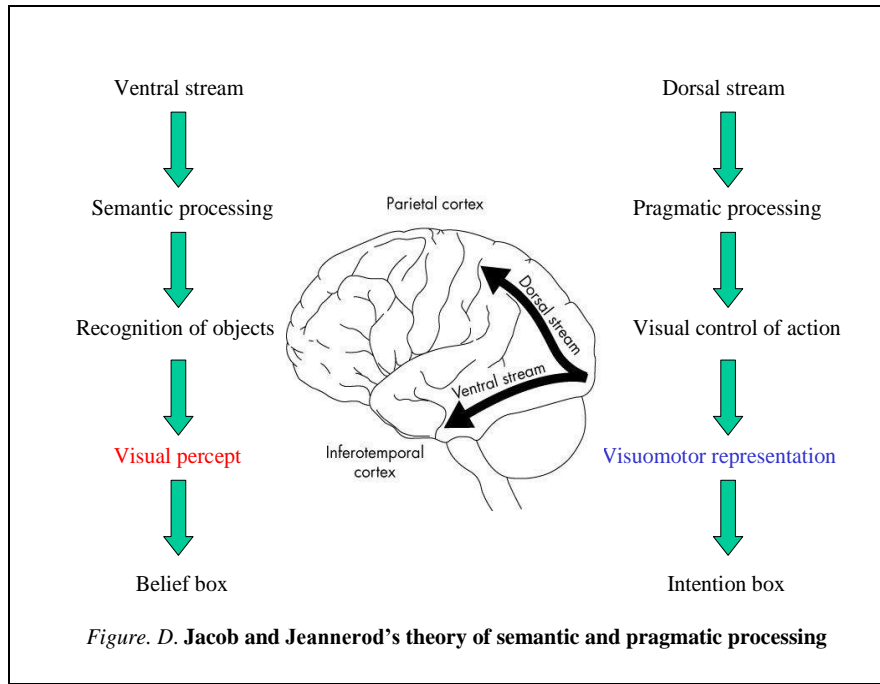 Ventral stream
Semantic processing
Recognition of objects
Visual percept
Belief box
Parietal cortex
Dorsal stream
Ventral stream
Inferotemporal
cortex
Dorsal stream
Pragmatic processing
Visual control of action
Visuomotor representation
Intention box
Figure. D. Jacob and Jeannerod's theory of semantic and pragmatic processing